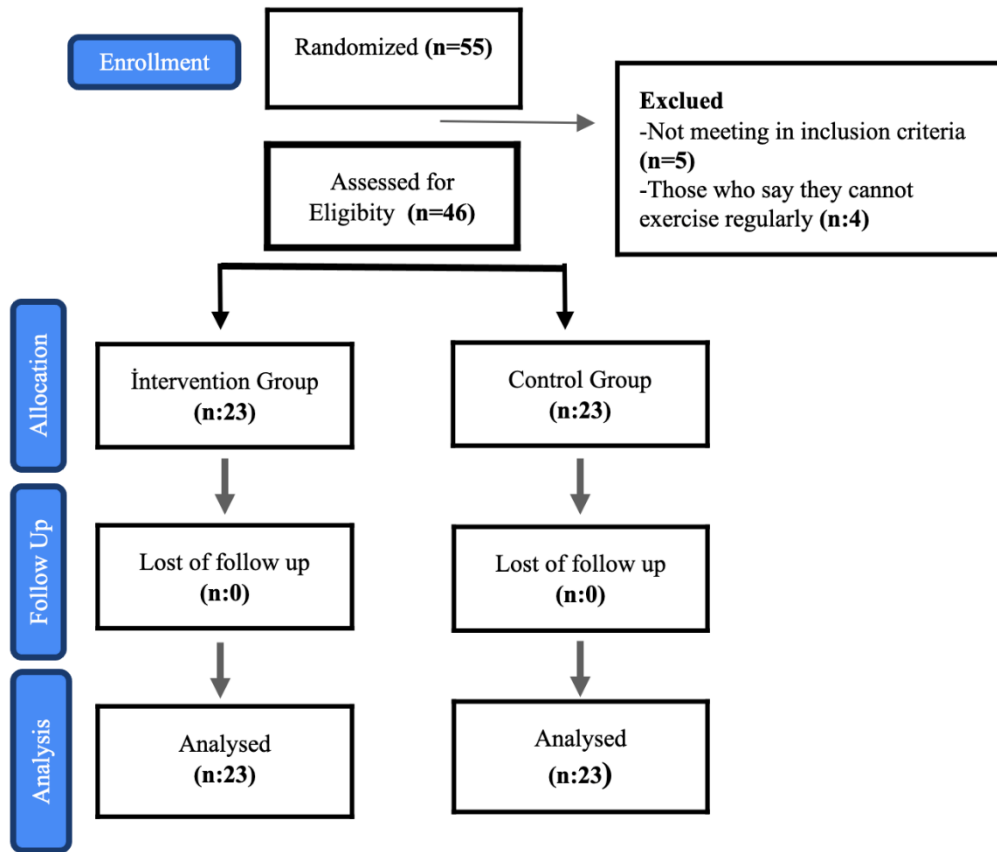 Enrollment
Randomized (n=55)
Exclued
-Not meeting in inclusion criteria
(n=5)
-Those who say they cannot
exercise regularly (n:4)
Assessed for
Eligibity (n=46)
Allocation
İntervention Group
(n:23)
Control Group
(n:23)
Follow Up
Lost of follow up
(n:0)
Lost of follow up
(n:0)
Analysis
Analysed
(n:23)
Analysed
(n:23)